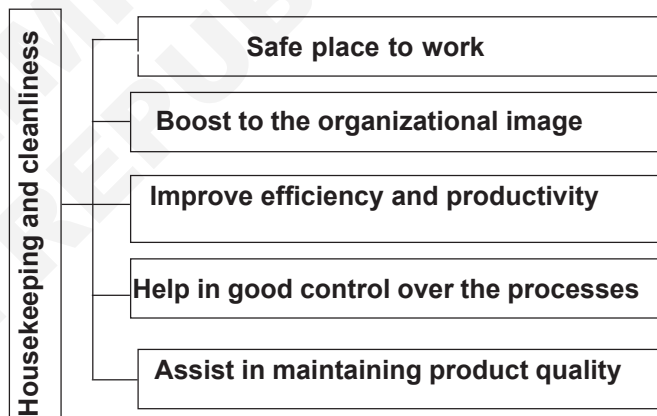 Housekeeping and cleanliness
Safe place to work
Boost to the organizational image
Improve efficiency and productivity
Help in good control over the processes
Assist in maintaining product quality